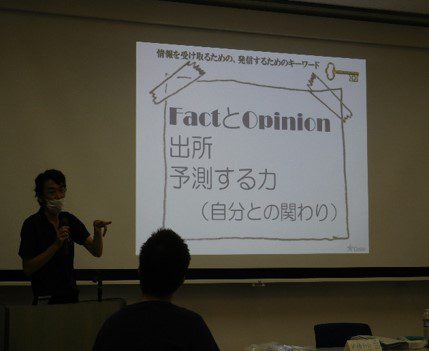 情報を受け取るための、発信するためのキーワード
FactとOpinion
出所
予測する力
（自分との関わり）